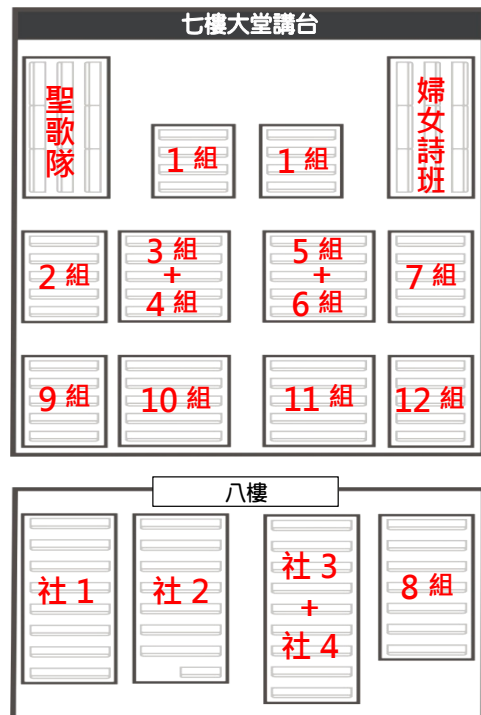 七樓大堂講台
聖歌隊
婦女詩班
1 組
1 組
2 組
3 組
+
4 組
5 組
+
6 組
7 組
9 組
10 組
11 組
12 組
八樓
社 1
社 2
社 3
+
社 4
8 組